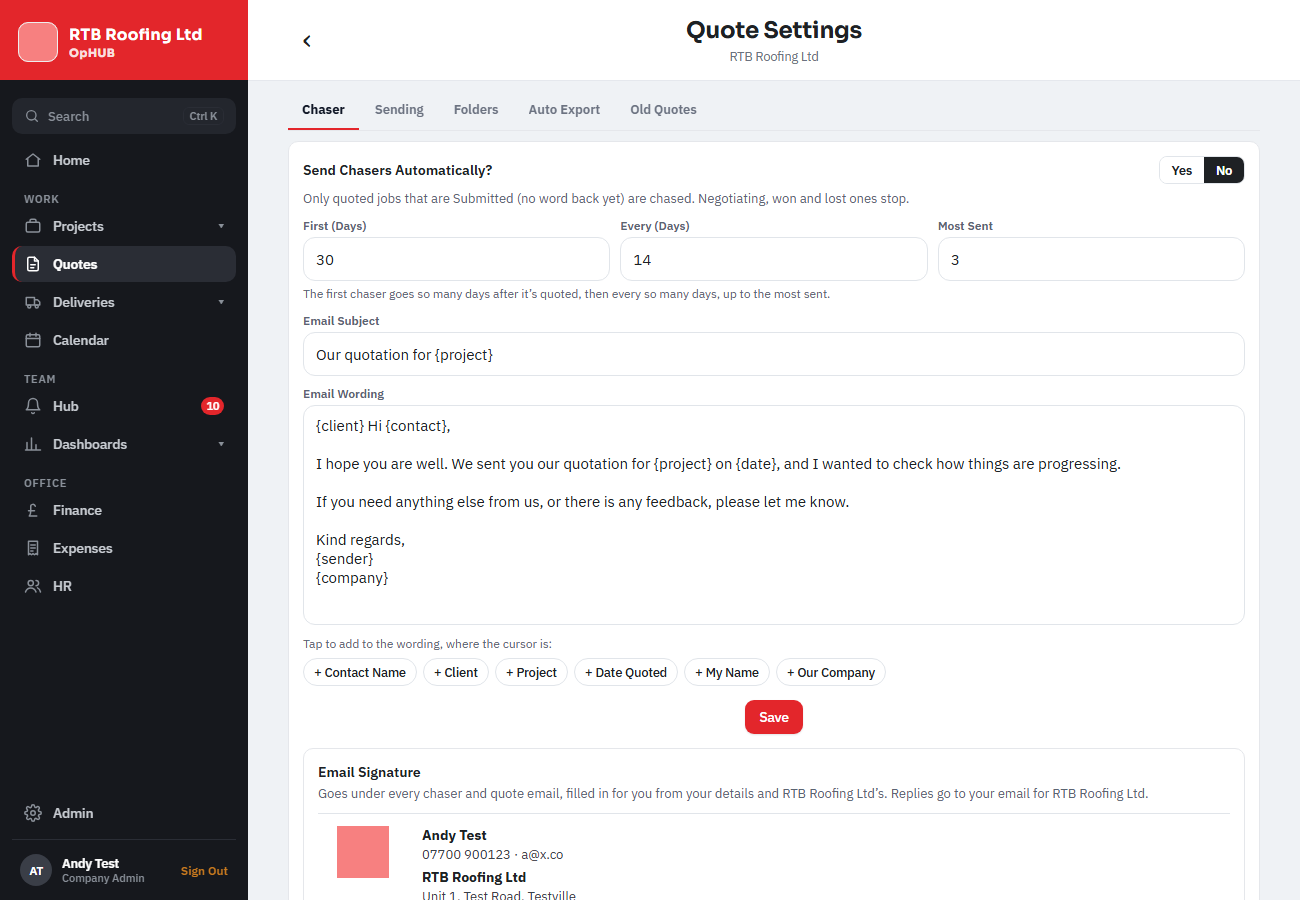 RTB Roofing Ltd
OpHUB
Search
Ctrl K
Home
WORK
Projects
Quotes
Deliveries
Calendar
TEAM
Hub
10
Dashboards
OFFICE
Finance
Expenses
HR
Admin
AT
Andy Test
Company Admin
Sign Out
Quote Settings
RTB Roofing Ltd
Chaser
Sending
Folders
Auto Export
Old Quotes
Send Chasers Automatically?
Yes
No
Only quoted jobs that are Submitted (no word back yet) are chased. Negotiating, won and lost ones stop.
First (Days)
Every (Days)
Most Sent
30
14
3
The first chaser goes so many days after it’s quoted, then every so many days, up to the most sent.
Email Subject
Our quotation for {project}
Email Wording
{client} Hi {contact},
I hope you are well. We sent you our quotation for {project} on {date}, and I wanted to check how things are progressing.
If you need anything else from us, or there is any feedback, please let me know.
Kind regards,
{sender}
{company}
Tap to add to the wording, where the cursor is:
+ Contact Name
+ Client
+ Project
+ Date Quoted
+ My Name
+ Our Company
Save
Email Signature
Goes under every chaser and quote email, filled in for you from your details and RTB Roofing Ltd’s. Replies go to your email for RTB Roofing Ltd.
Andy Test
07700 900123 · a@x.co
RTB Roofing Ltd
Unit 1, Test Road, Testville